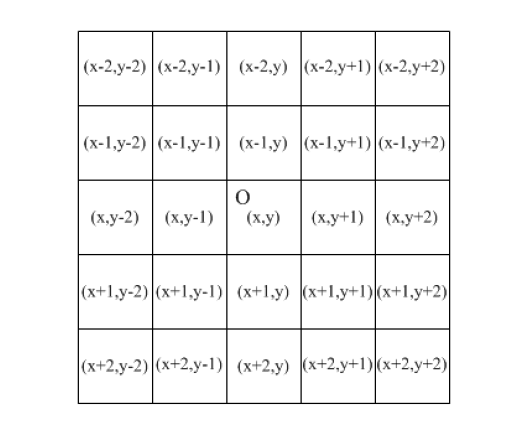 (x-2,y-2) (x-2,y-1) (x-2,y) (x-2,y+1) (x-2,y+2)
(x-1,y-2) (x-1,y-1) (x-1,y) (x-1,y+1) (x-1,y+2)
O
(x,y-2) (x,y-1) (x,y) (x,y+1) (x,y+2)
(x+1,y-2) (x+1,y-1) (x+1,y) (x+1,y+1) (x+1,y+2)
(x+2,y-2) (x+2,y-1) (x+2,y) (x+2,y+1) (x+2,y+2)